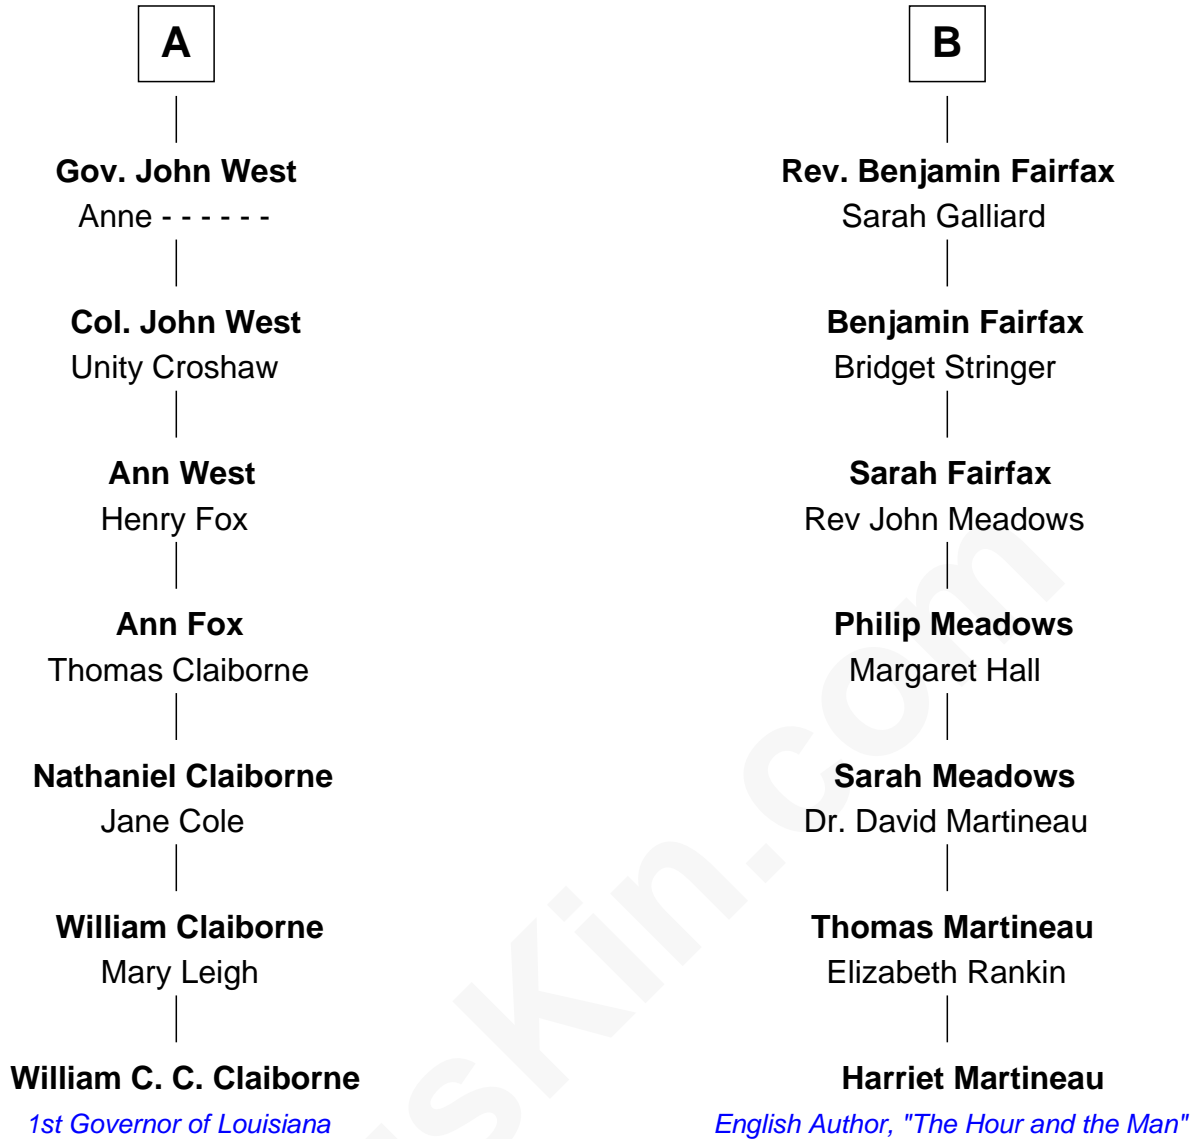 A
Gov. John West
Anne - - - - - -
Col. John West
Unity Croshaw
Ann West
Henry Fox
Ann Fox
Thomas Claiborne
Nathaniel Claiborne
Jane Cole
William Claiborne
Mary Leigh
William C. C. Claiborne
1st Governor of Louisiana
B
Rev. Benjamin Fairfax
Sarah Galliard
Benjamin Fairfax
Bridget Stringer
Sarah Fairfax
Rev John Meadows
Philip Meadows
Margaret Hall
Sarah Meadows
Dr. David Martineau
Thomas Martineau
Elizabeth Rankin
Harriet Martineau
English Author, "The Hour and the Man"